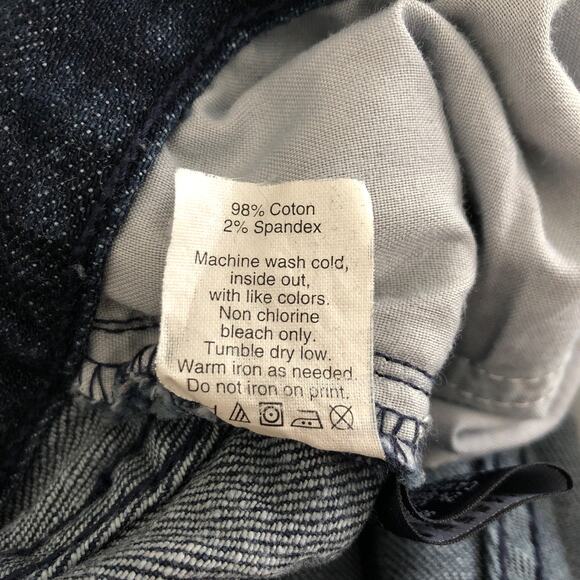 98% Coton
2% Spandex
Machine wash cold,
inside out,
with like colors.
Non chlorine
bleach only.
Tumble dry low.
Warm iron as needed.
Do not iron on print.